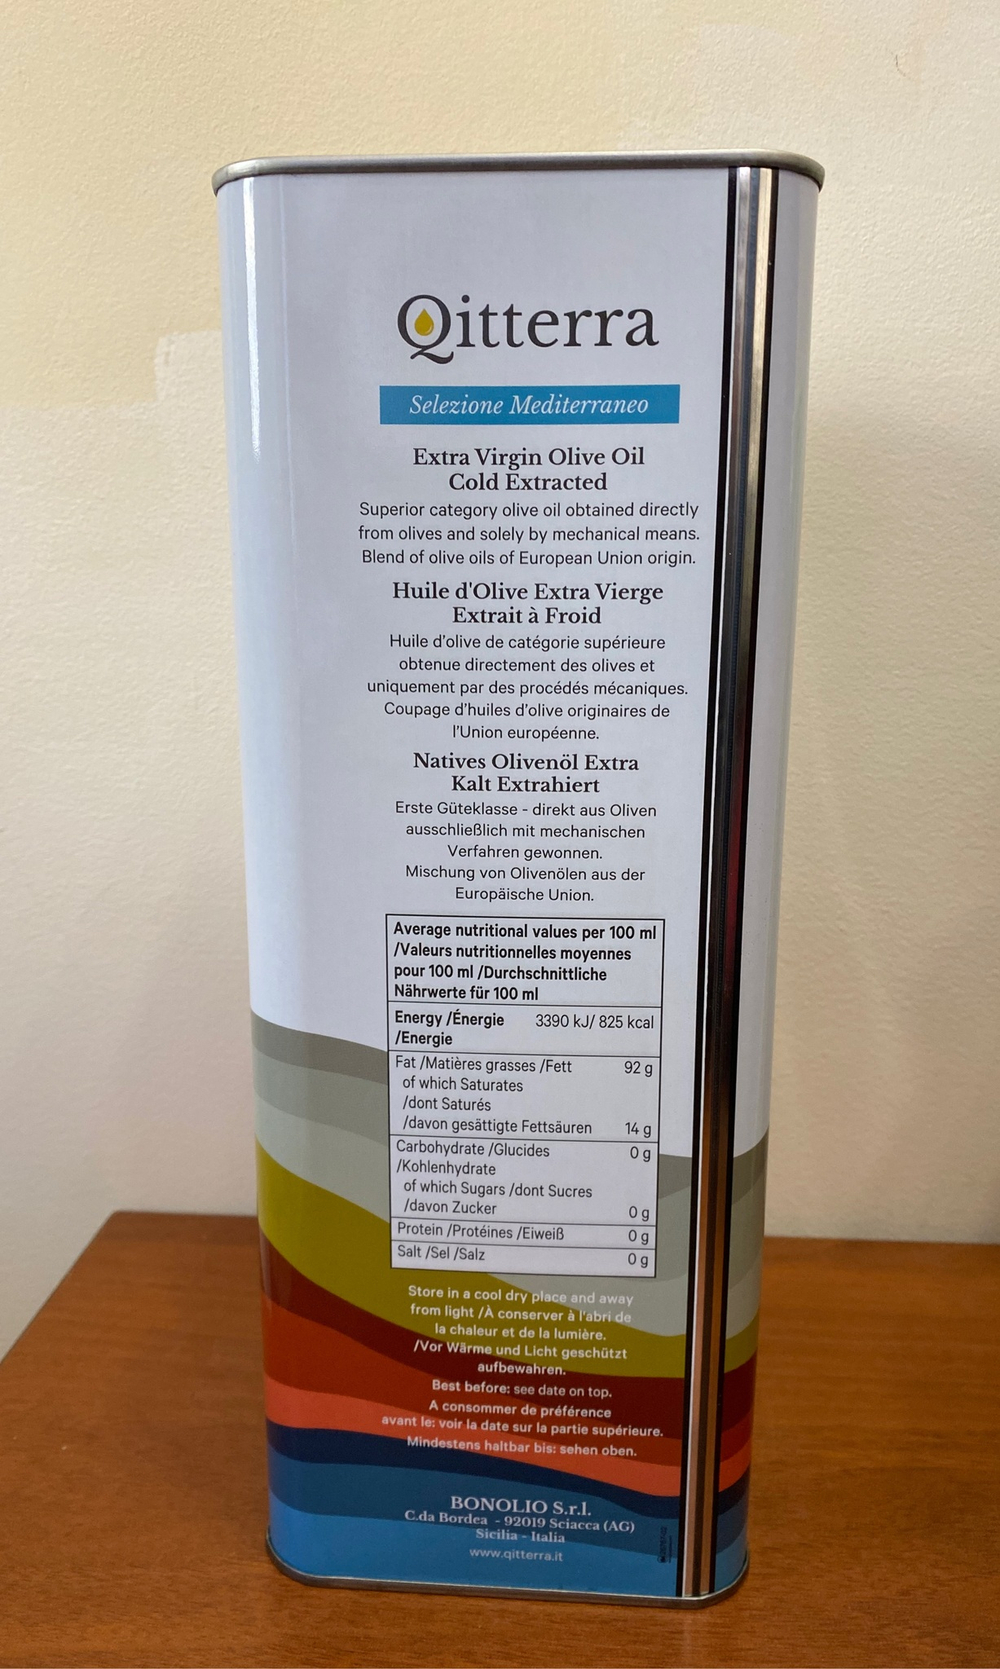 Qitterra
Selezione Mediterraneo
Extra Virgin Olive Oil
Cold Extracted
Superior category olive oil obtained directly
from olives and solely by mechanical means.
Blend of olive oils of European Union origin.
Huile d'Olive Extra Vierge
Extrait à Froid
Huile d'olive de catégorie supérieure
obtenue directement des olives et
uniquement par des procédés mécaniques.
Coupage d'huiles d'olive originaires de
l'Union européenne.
Natives Olivenöl Extra
Kalt Extrahiert
Erste Güteklasse - direkt aus Oliven
ausschließlich mit mechanischen
Verfahren gewonnen.
Mischung von Olivenölen aus der
Europäische Union.
Average nutritional values per 100 ml
/Valeurs nutritionnelles moyennes
pour 100 ml /Durchschnittliche
Nährwerte für 100 ml
Energy /Énergie 3390 kJ/ 825 kcal
/Energie
Fat /Matières grasses /Fett 92 g
of which Saturates
/dont Saturés
/davon gesättigte Fettsäuren 14 g
Carbohydrate /Glucides 0 g
/Kohlenhydrate
of which Sugars /dont Sucres
/davon Zucker 0 g
Protein /Protéines /Eiweiß 0 g
Salt /Sel /Salz 0 g
Store in a cool dry place and away
from light /À conserver à l'abri de
la chaleur et de la lumière.
/Vor Wärme und Licht geschützt
aufbewahren.
Best before: see date on top.
A consommer de préférence
avant le: voir la date sur la partie supérieure.
Mindestens haltbar bis: sehen oben.
BONOLIO S.r.l.
C.da Bordea - 92019 Sciacca (AG)
Sicilia - Italia
www.qitterra.it